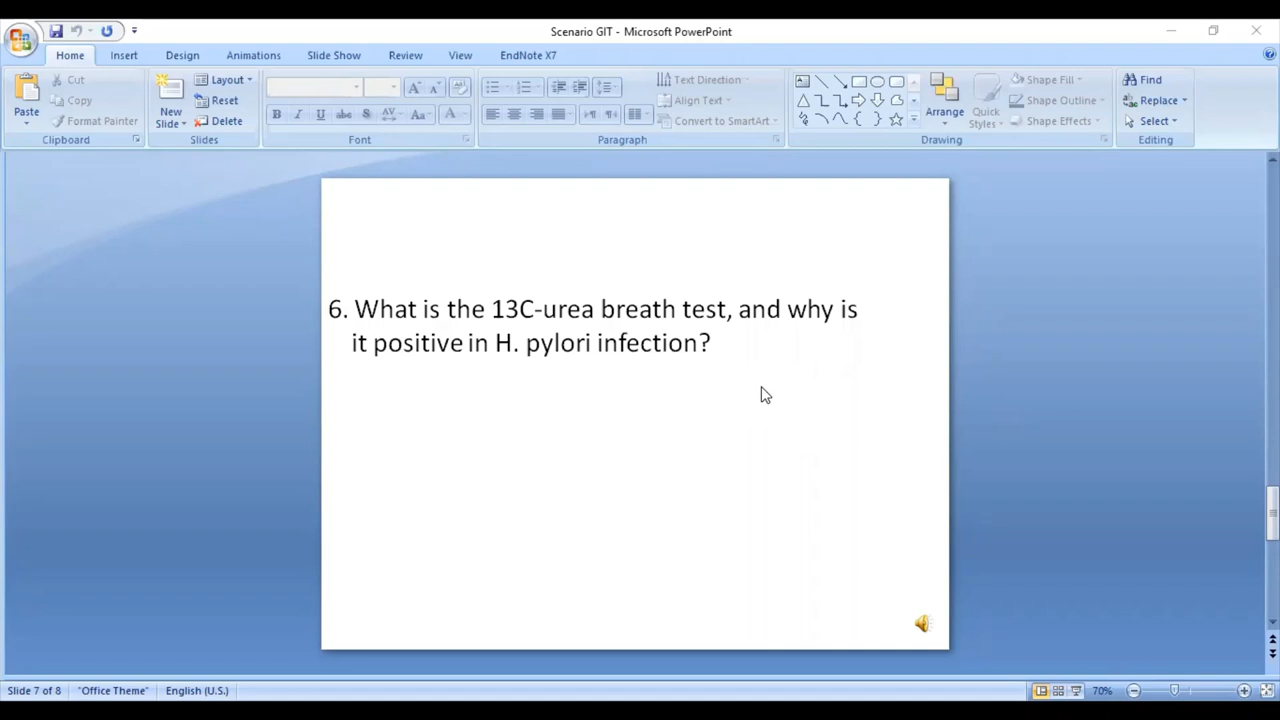 Scenario GIT - Microsoft PowerPoint
Home Insert Design Animations Slide Show Review View EndNote X7
Paste
Cut
Copy
Format Painter
Clipboard
New Slide
Layout
Reset
Delete
Slides
B I U abc S AV Aa A
Font
Text Direction
Align Text
Convert to SmartArt
Paragraph
Arrange
Quick Styles
Shape Fill
Shape Outline
Shape Effects
Drawing
Find
Replace
Select
Editing
6. What is the 13C-urea breath test, and why is
it positive in H. pylori infection?
Slide 7 of 8 "Office Theme" English (U.S.) 70%